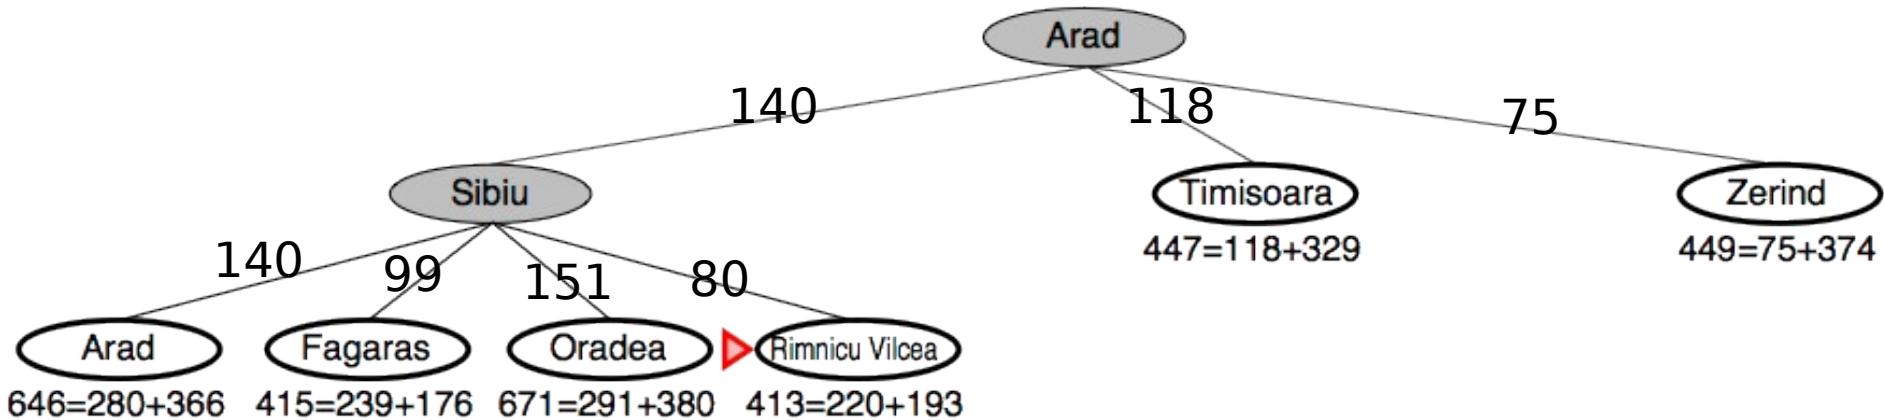 Arad
140
118
75
Sibiu
Timisoara
Zerind
447=118+329
449=75+374
140
99
151
80
Arad
Fagaras
Oradea
Rimnicu Vilcea
646=280+366
415=239+176
671=291+380
413=220+193